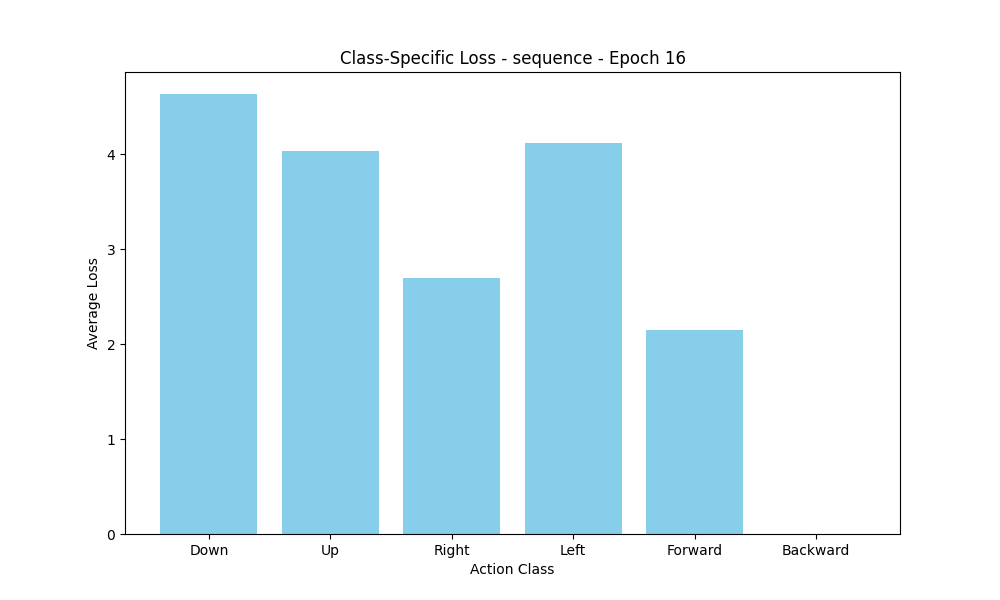 Class-Specific Loss - sequence - Epoch 16
Average Loss
4
3
2
1
0
Down Up Right Left Forward Backward
Action Class